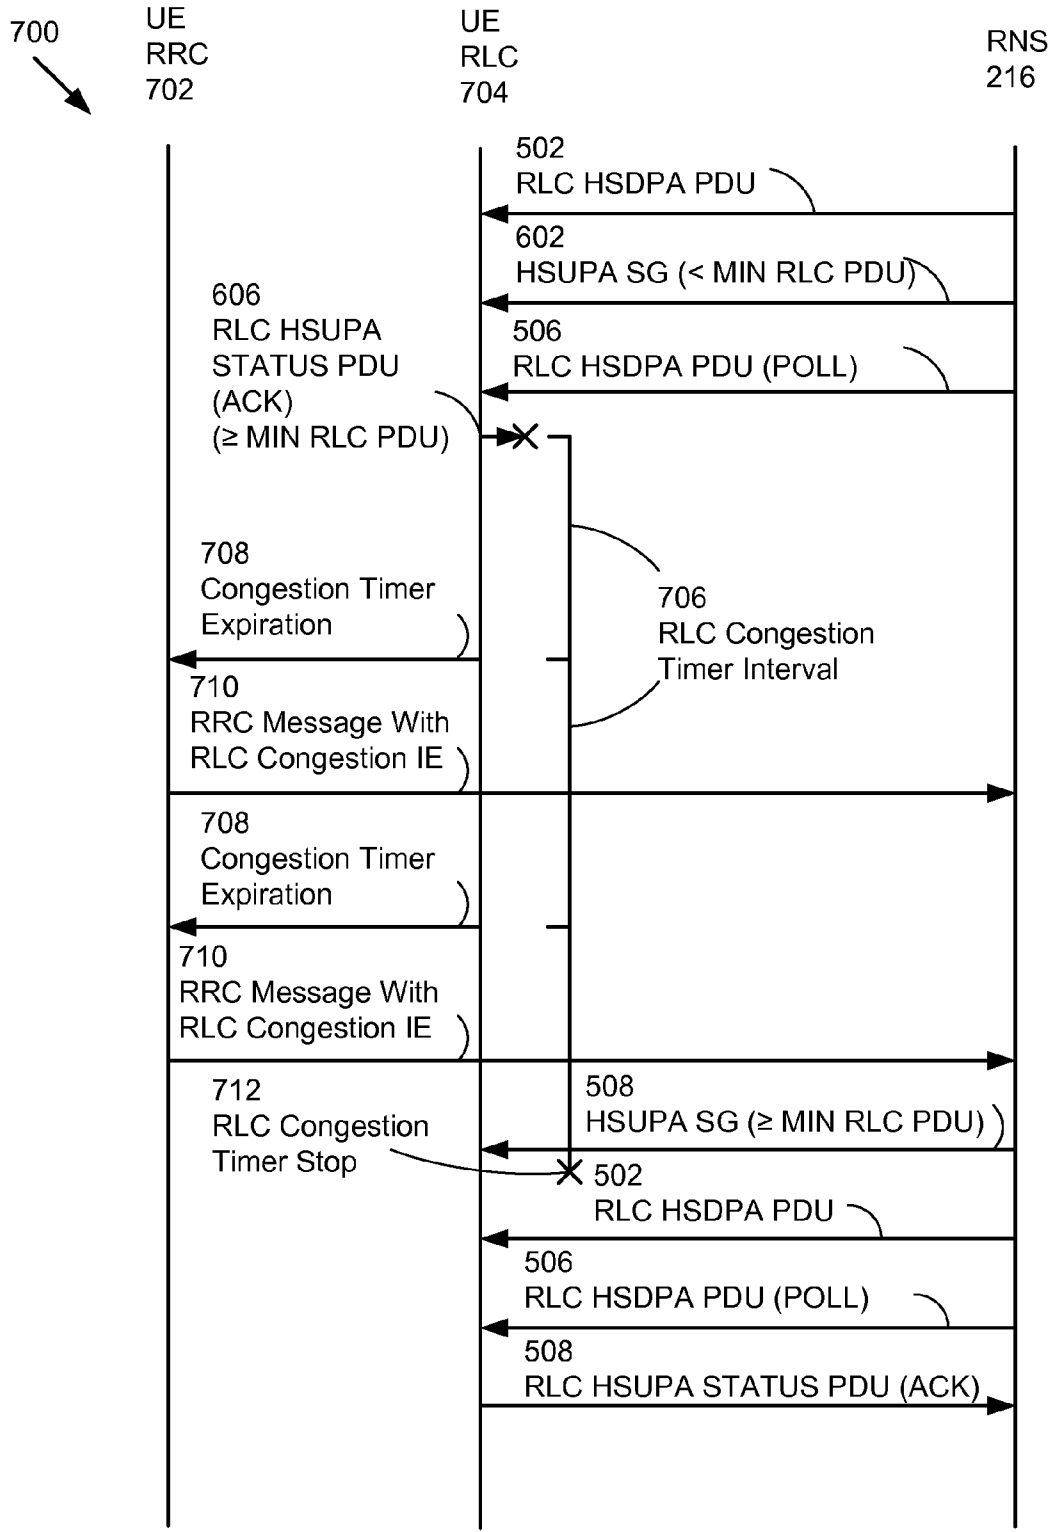 700
UE
RRC
702
UE
RLC
704
RNS
216
502
RLC HSDPA PDU
602
HSUPA SG (< MIN RLC PDU)
606
RLC HSUPA
STATUS PDU
(ACK)
(≥ MIN RLC PDU)
506
RLC HSDPA PDU (POLL)
708
Congestion Timer
Expiration
706
RLC Congestion
Timer Interval
710
RRC Message With
RLC Congestion IE
708
Congestion Timer
Expiration
710
RRC Message With
RLC Congestion IE
712
RLC Congestion
Timer Stop
508
HSUPA SG (≥ MIN RLC PDU)
502
RLC HSDPA PDU
506
RLC HSDPA PDU (POLL)
508
RLC HSUPA STATUS PDU (ACK)